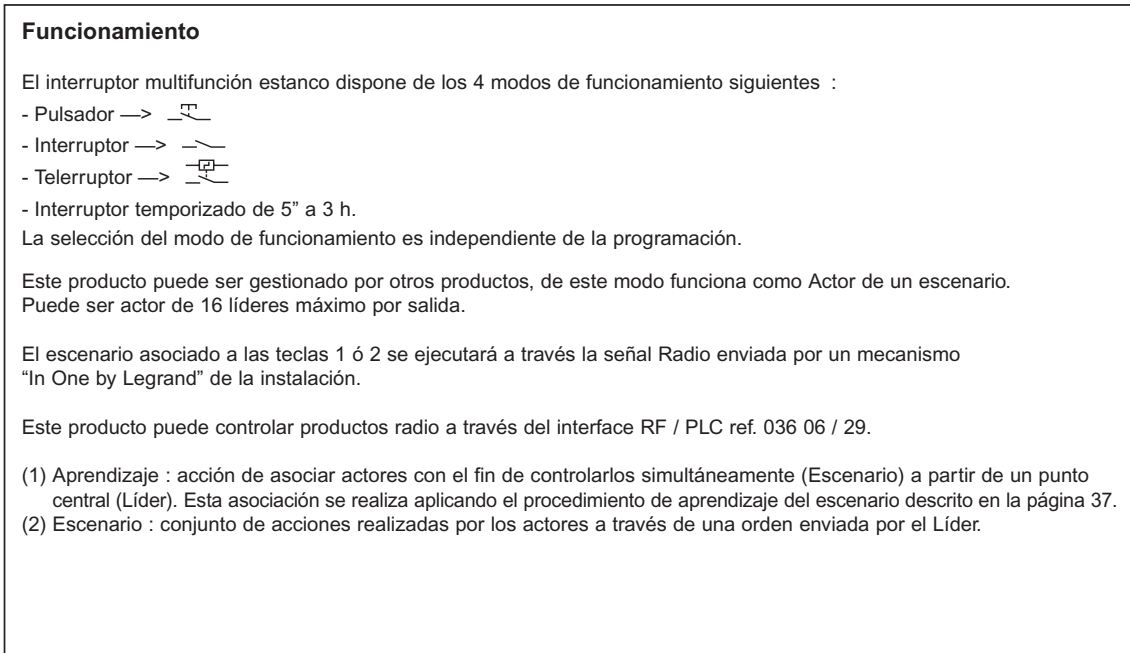 Funcionamiento
El interruptor multifunción estanco dispone de los 4 modos de funcionamiento siguientes :
- Pulsador —>
- Interruptor —>
- Telerruptor —>
- Interruptor temporizado de 5” a 3 h.
La selección del modo de funcionamiento es independiente de la programación.
Este producto puede ser gestionado por otros productos, de este modo funciona como Actor de un escenario.
Puede ser actor de 16 líderes máximo por salida.
El escenario asociado a las teclas 1 ó 2 se ejecutará a través la señal Radio enviada por un mecanismo
“In One by Legrand” de la instalación.
Este producto puede controlar productos radio a través del interface RF / PLC ref. 036 06 / 29.
(1) Aprendizaje : acción de asociar actores con el fin de controlarlos simultáneamente (Escenario) a partir de un punto
central (Líder). Esta asociación se realiza aplicando el procedimiento de aprendizaje del escenario descrito en la página 37.
(2) Escenario : conjunto de acciones realizadas por los actores a través de una orden enviada por el Líder.